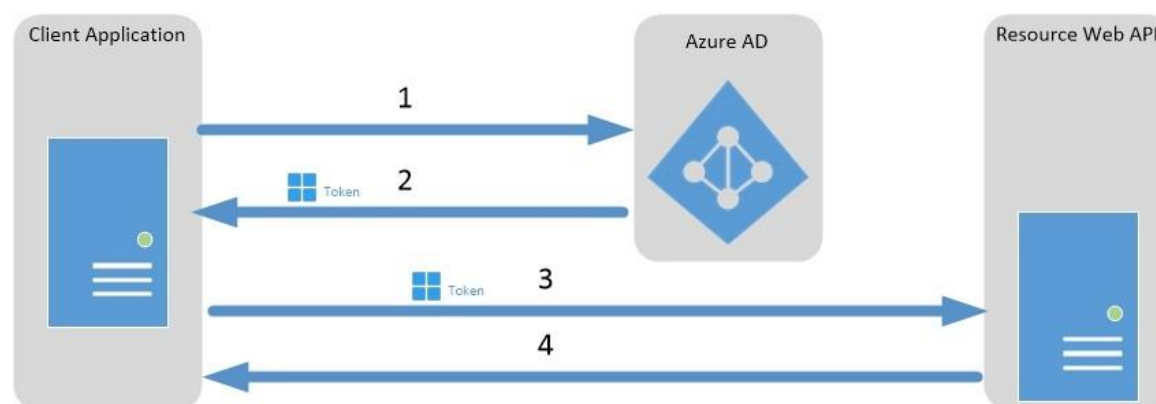 Client Application
Azure AD
Resource Web API
1
2
Token
3
Token
4